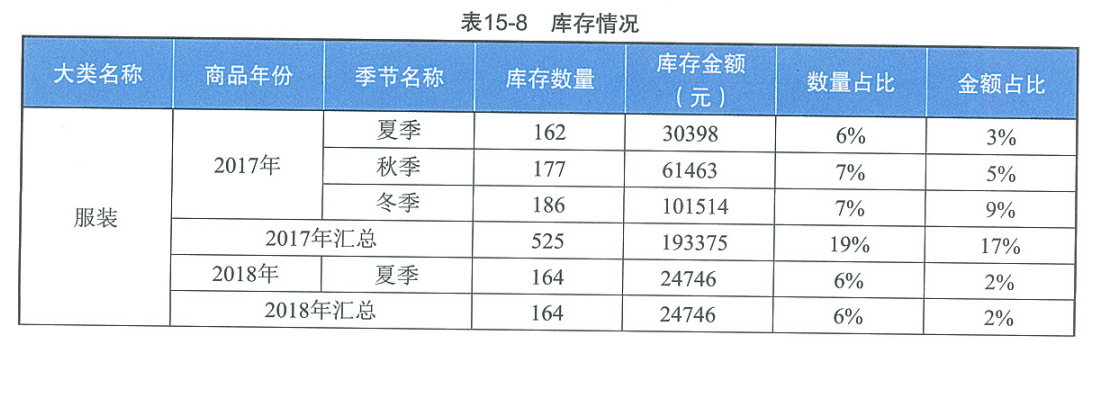 表15-8 库存情况
大类名称 商品年份 季节名称 库存数量 库存金额（元） 数量占比 金额占比
服装 2017年 夏季 162 30398 6% 3%
秋季 177 61463 7% 5%
冬季 186 101514 7% 9%
2017年汇总 525 193375 19% 17%
2018年 夏季 164 24746 6% 2%
2018年汇总 164 24746 6% 2%